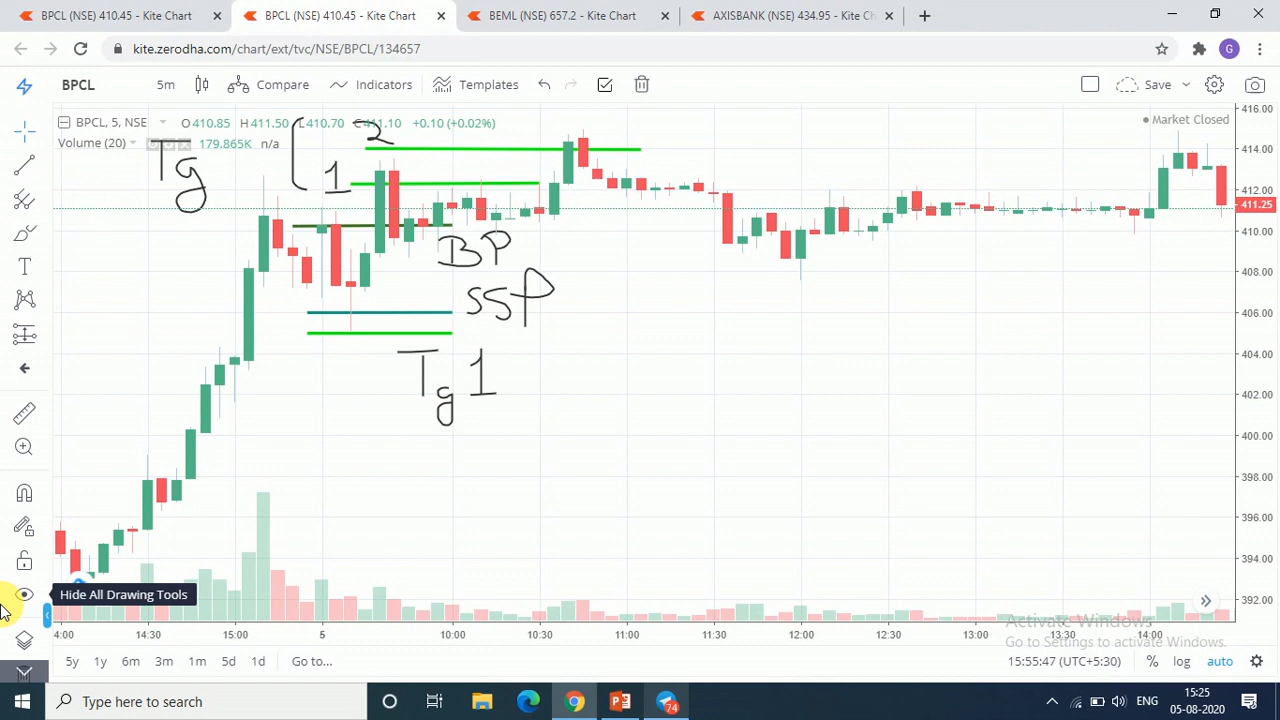 BPCL (NSE) 410.45 - Kite Chart
BPCL (NSE) 410.45 - Kite Chart
BEML (NSE) 657.2 - Kite Chart
AXISBANK (NSE) 434.95 - Kite Ch
kite.zerodha.com/chart/ext/tvc/NSE/BPCL/134657
G
BPCL 5m Compare Indicators Templates Save
BPCL, 5, NSE O410.85 H411.50 L410.70 C411.10 +0.10 (+0.02%)
Volume (20) 179.865K n/a
Market Closed
Tg
2
1
BP
SSP
Tg 1
416.00
414.00
412.00
411.25
410.00
408.00
406.00
404.00
402.00
400.00
498.00
396.00
394.00
392.00
Hide All Drawing Tools
4:00 14:30 15:00 5 10:00 10:30 11:00 11:30 12:00 12:30 13:00 13:30 14:00
Activate Windows
Go to Settings to activate Windows.
5y 1y 6m 3m 1m 5d 1d Go to... 15:55:47 (UTC+5:30) % log auto
Type here to search
74
ENG
15:25
05-08-2020